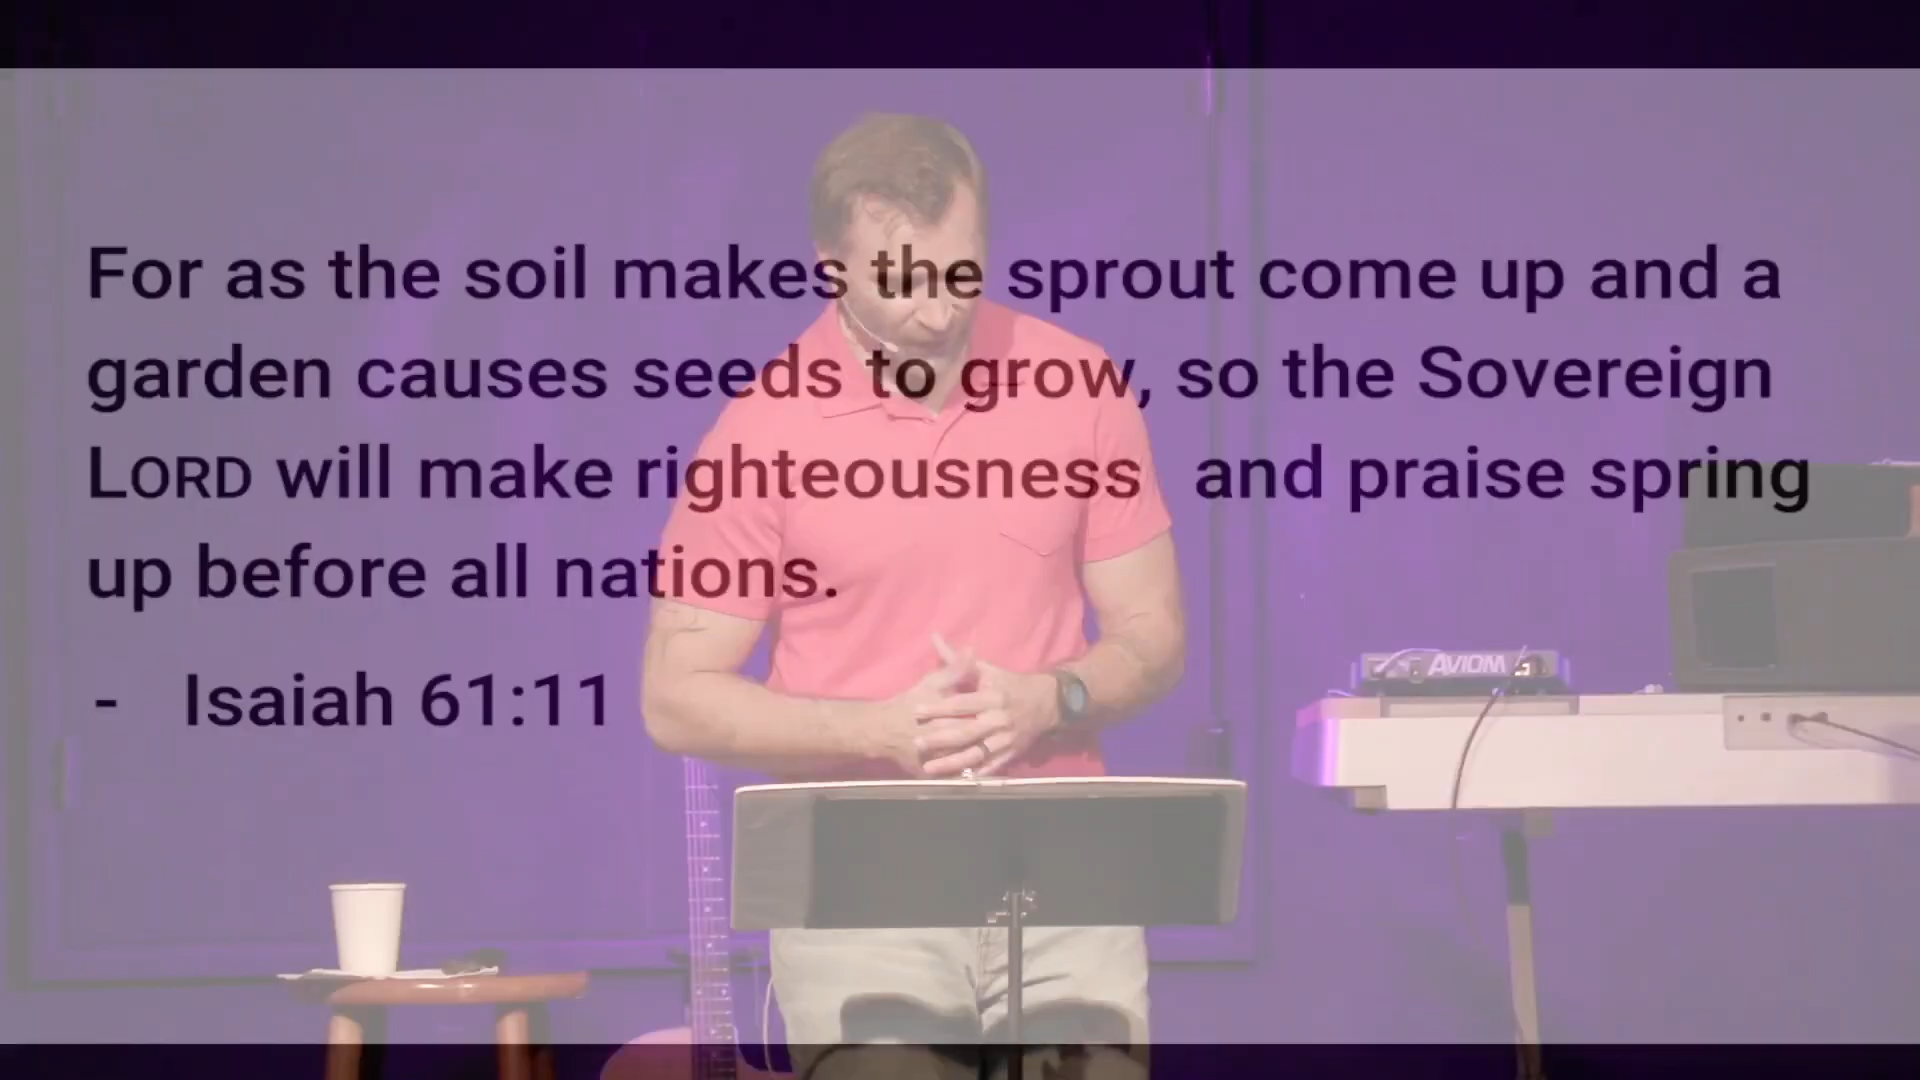 For as the soil makes the sprout come up and a
garden causes seeds to grow, so the Sovereign
LORD will make righteousness and praise spring
up before all nations.
- Isaiah 61:11
AVIOM